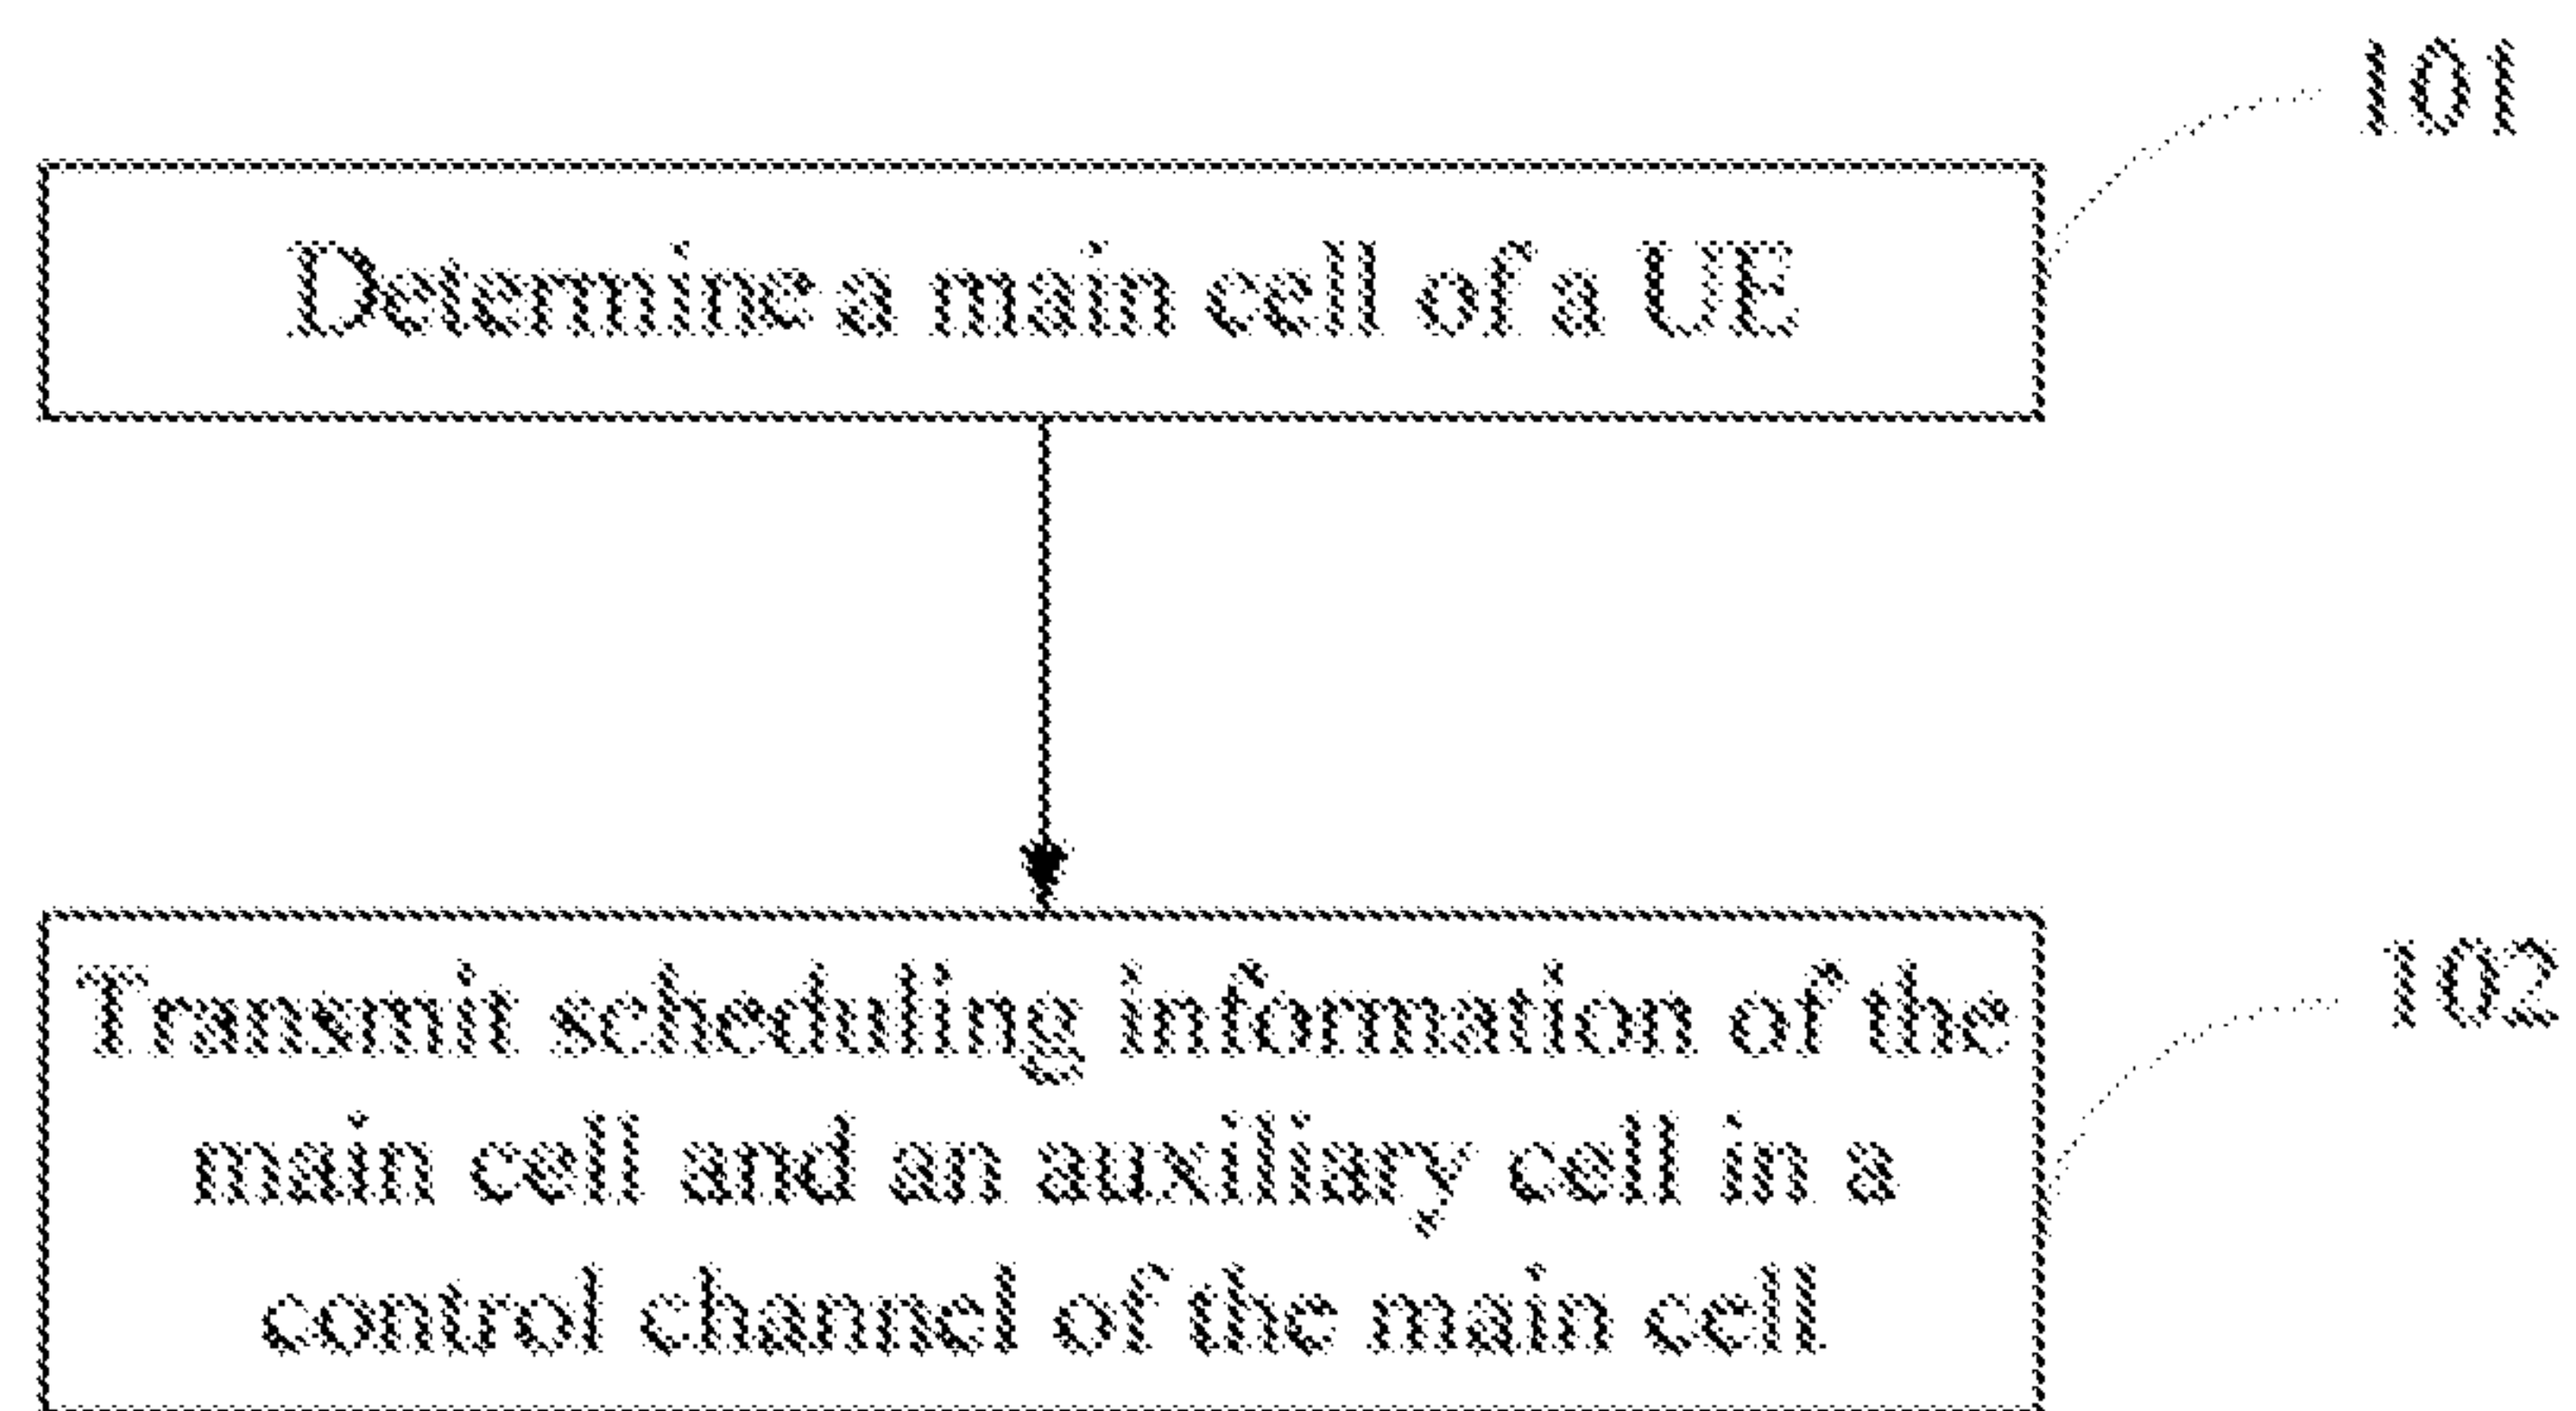 101
Determine a main cell of a UE
102
Transmit scheduling information of the
main cell and an auxiliary cell in a
control channel of the main cell